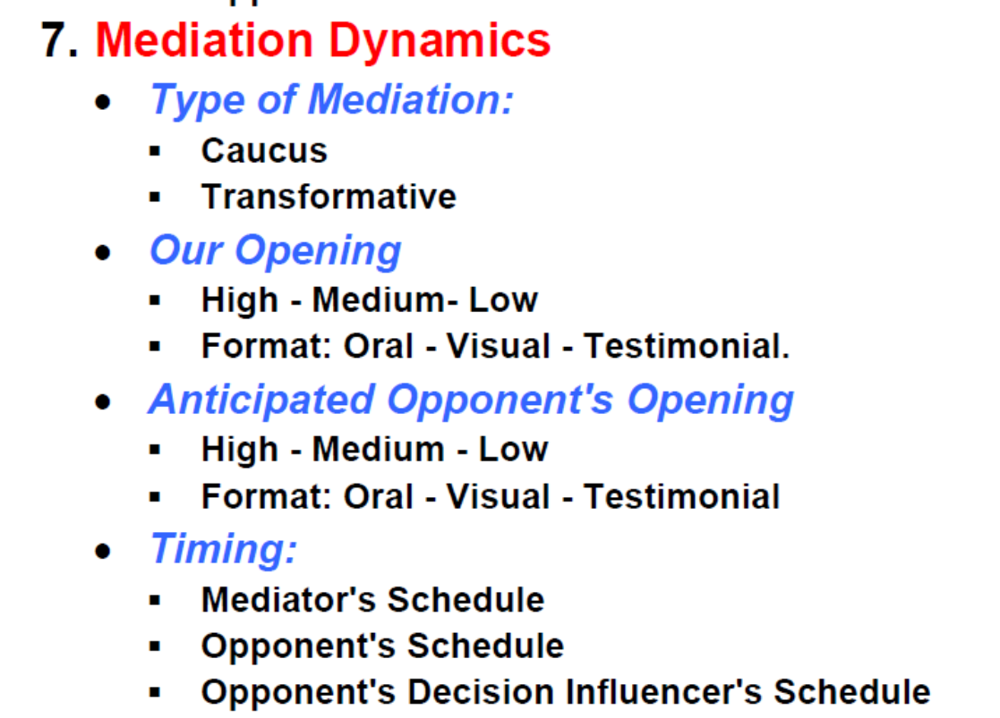 7. Mediation Dynamics
• Type of Mediation:
▪ Caucus
▪ Transformative
• Our Opening
▪ High - Medium- Low
▪ Format: Oral - Visual - Testimonial.
• Anticipated Opponent's Opening
▪ High - Medium - Low
▪ Format: Oral - Visual - Testimonial
• Timing:
▪ Mediator's Schedule
▪ Opponent's Schedule
▪ Opponent's Decision Influencer's Schedule